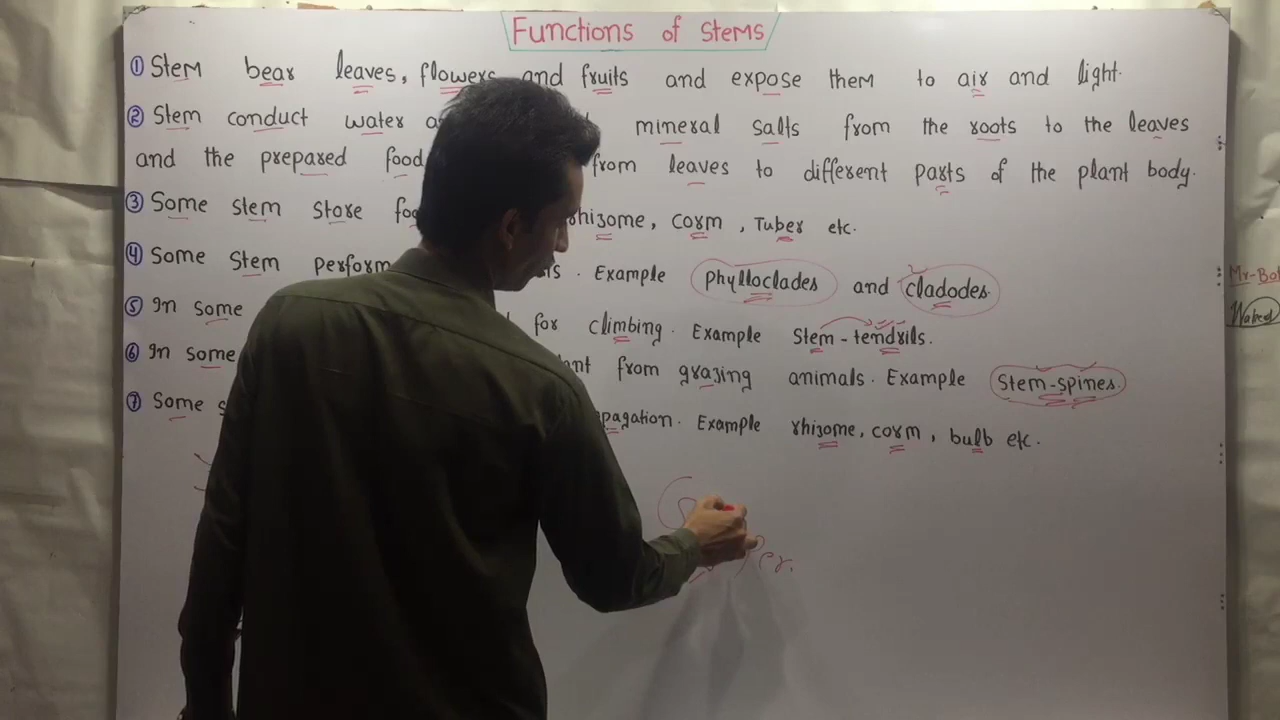 Functions of Stems
① Stem bear leaves, flowers and fruits and expose them to air and light.
② Stem conduct water mineral salts from the roots to the leaves
and the prepared food from leaves to different parts of the plant body.
③ Some stem store rhizome, corm, Tuber etc.
④ Some Stem perform . Example phylloclades and cladodes.
⑤ In some for climbing. Example Stem-tendrils.
⑥ In some from grazing animals. Example Stem-spines.
⑦ Some Example rhizome, corm, bulb etc.
Waheed